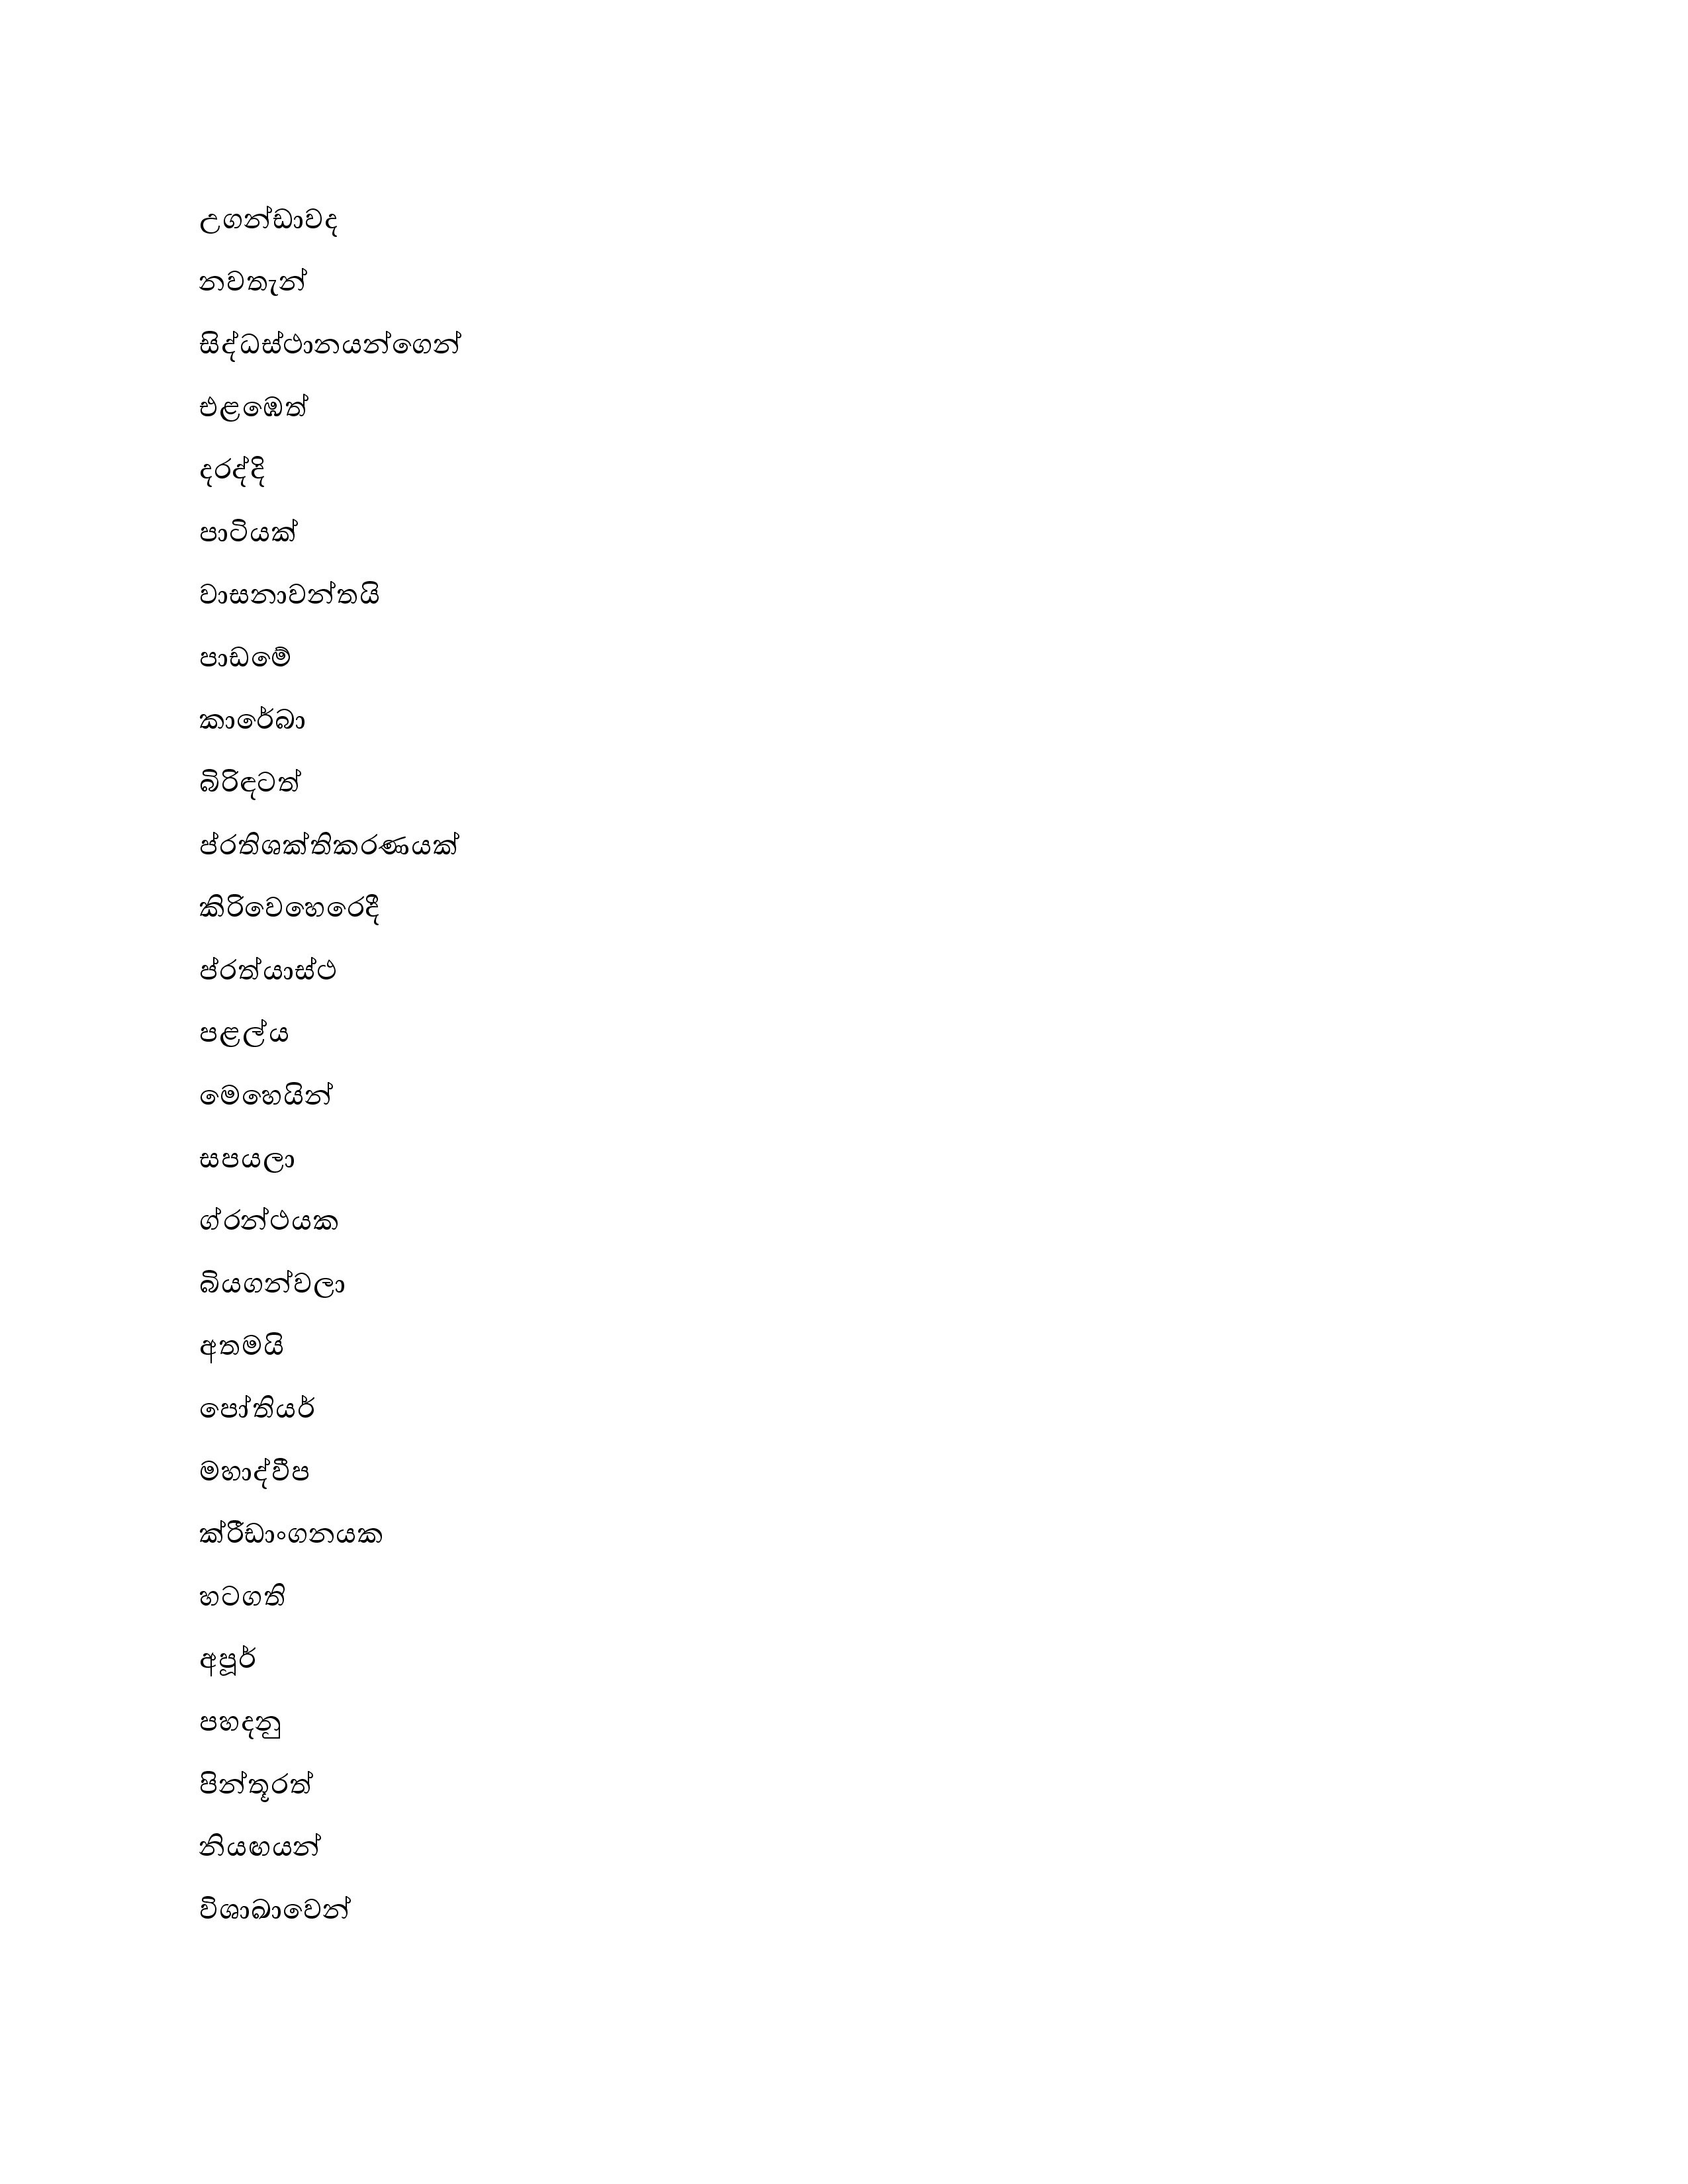 උගන්ඩාවද
නවතැන්
සිද්ධස්ථානයන්ගෙන්
එළඹෙත්
දරද්දි
පාටියක්
වාසනාවන්තයි
පාඩමේ
කාරේබා
බිරිඳටත්
ප්රතිශක්තිකරණයක්
කිරිවෙහෙරෙදී
ප්රත්යාස්ථ
පළල්ය
මෙහෙයින්
සපයලා
ග්රන්ථයක
බියගන්වලා
අතමයි
පෝතියර්
මහාද්වීප
ක්රීඩාංගනයක
හටගති
අපූර්
පහදනු
පින්තූරත්
නියඟයන්
විශාඛාවෙන්